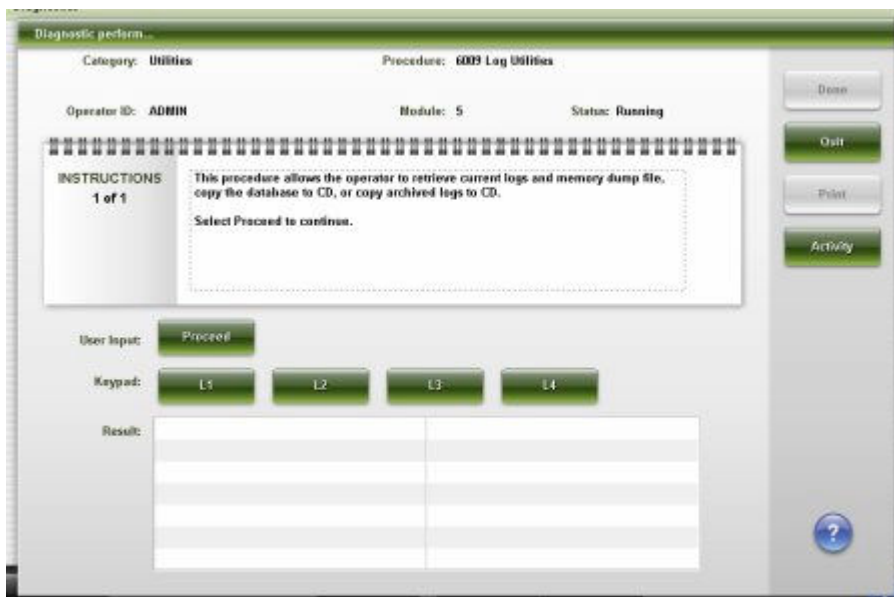 Diagnostic perform...
Category: Utilities Procedure: 6009 Log Utilities
Operator ID: ADMIN Module: 5 Status: Running
Done
Quit
Print
Activity
INSTRUCTIONS
1 of 1
This procedure allows the operator to retrieve current logs and memory dump file,
copy the database to CD, or copy archived logs to CD.
Select Proceed to continue.
User Input: Proceed
Keypad: L1 L2 L3 L4
Result:
?